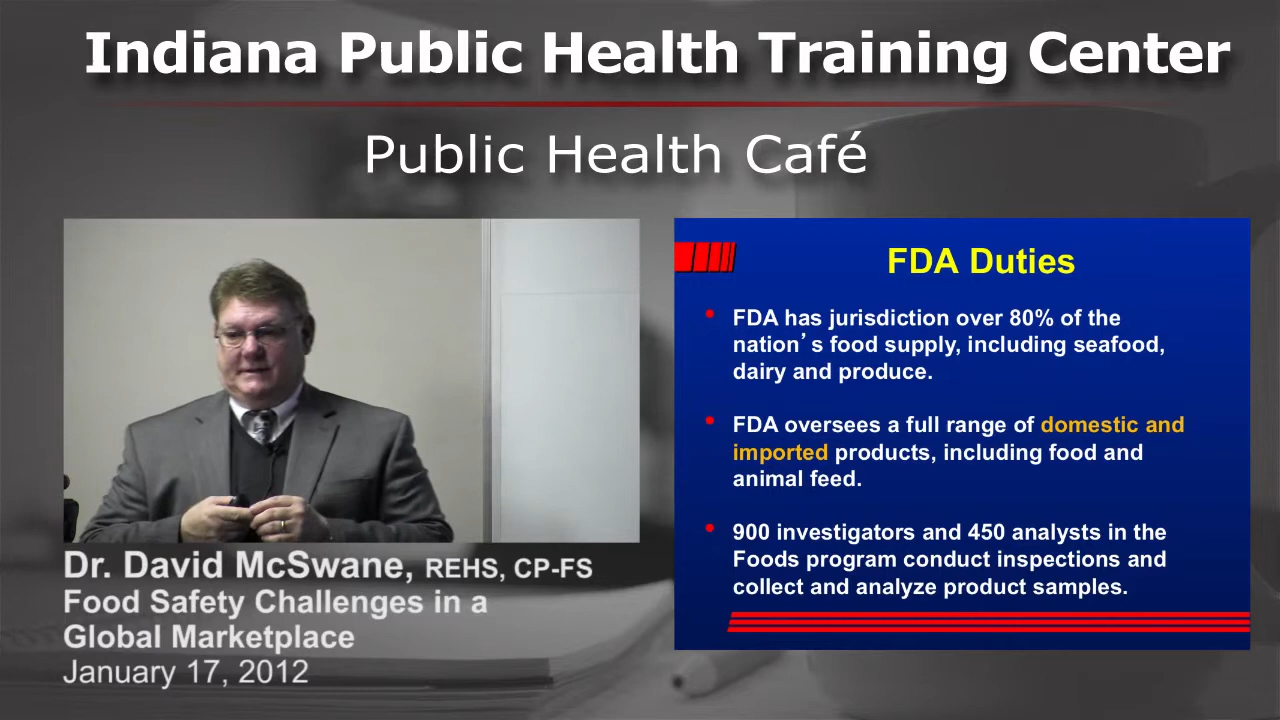 Indiana Public Health Training Center
Public Health Café
FDA Duties
• FDA has jurisdiction over 80% of the
nation’s food supply, including seafood,
dairy and produce.
• FDA oversees a full range of domestic and
imported products, including food and
animal feed.
• 900 investigators and 450 analysts in the
Foods program conduct inspections and
collect and analyze product samples.
Dr. David McSwane, REHS, CP-FS
Food Safety Challenges in a
Global Marketplace
January 17, 2012